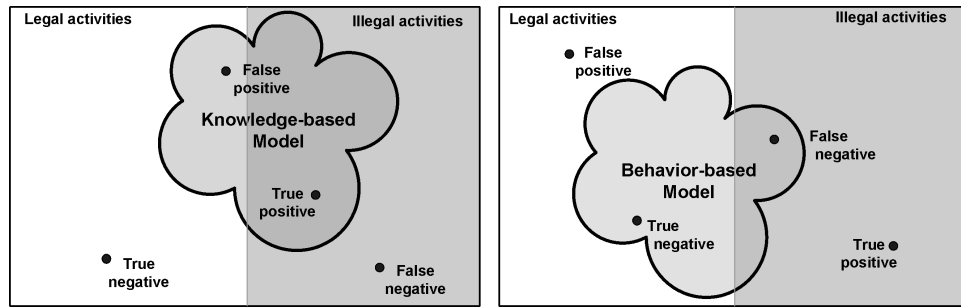 Legal activities
Illegal activities
False
positive
Knowledge-based
Model
True
positive
True
negative
False
negative
Legal activities
Illegal activities
False
positive
False
negative
Behavior-based
Model
True
negative
True
positive